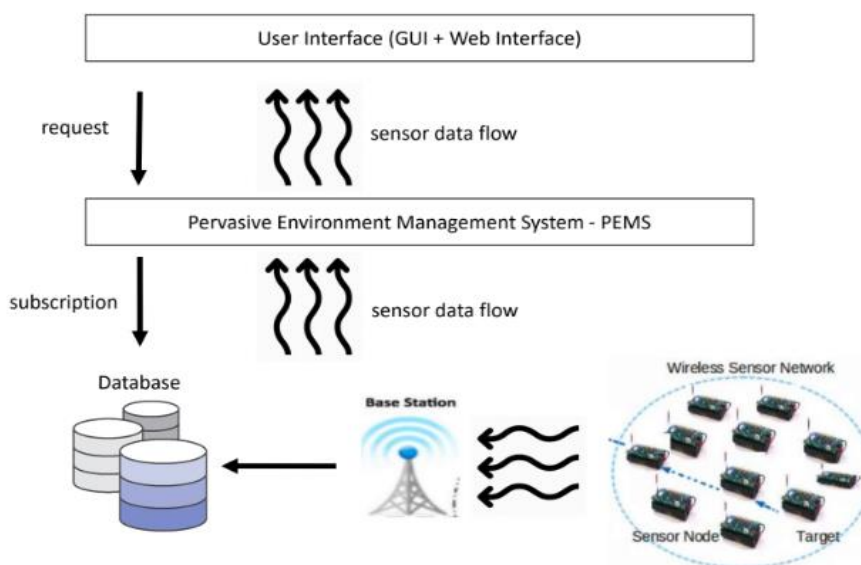 User Interface (GUI + Web Interface)
request
sensor data flow
Pervasive Environment Management System - PEMS
subscription
sensor data flow
Database
Base Station
Wireless Sensor Network
Sensor Node
Target